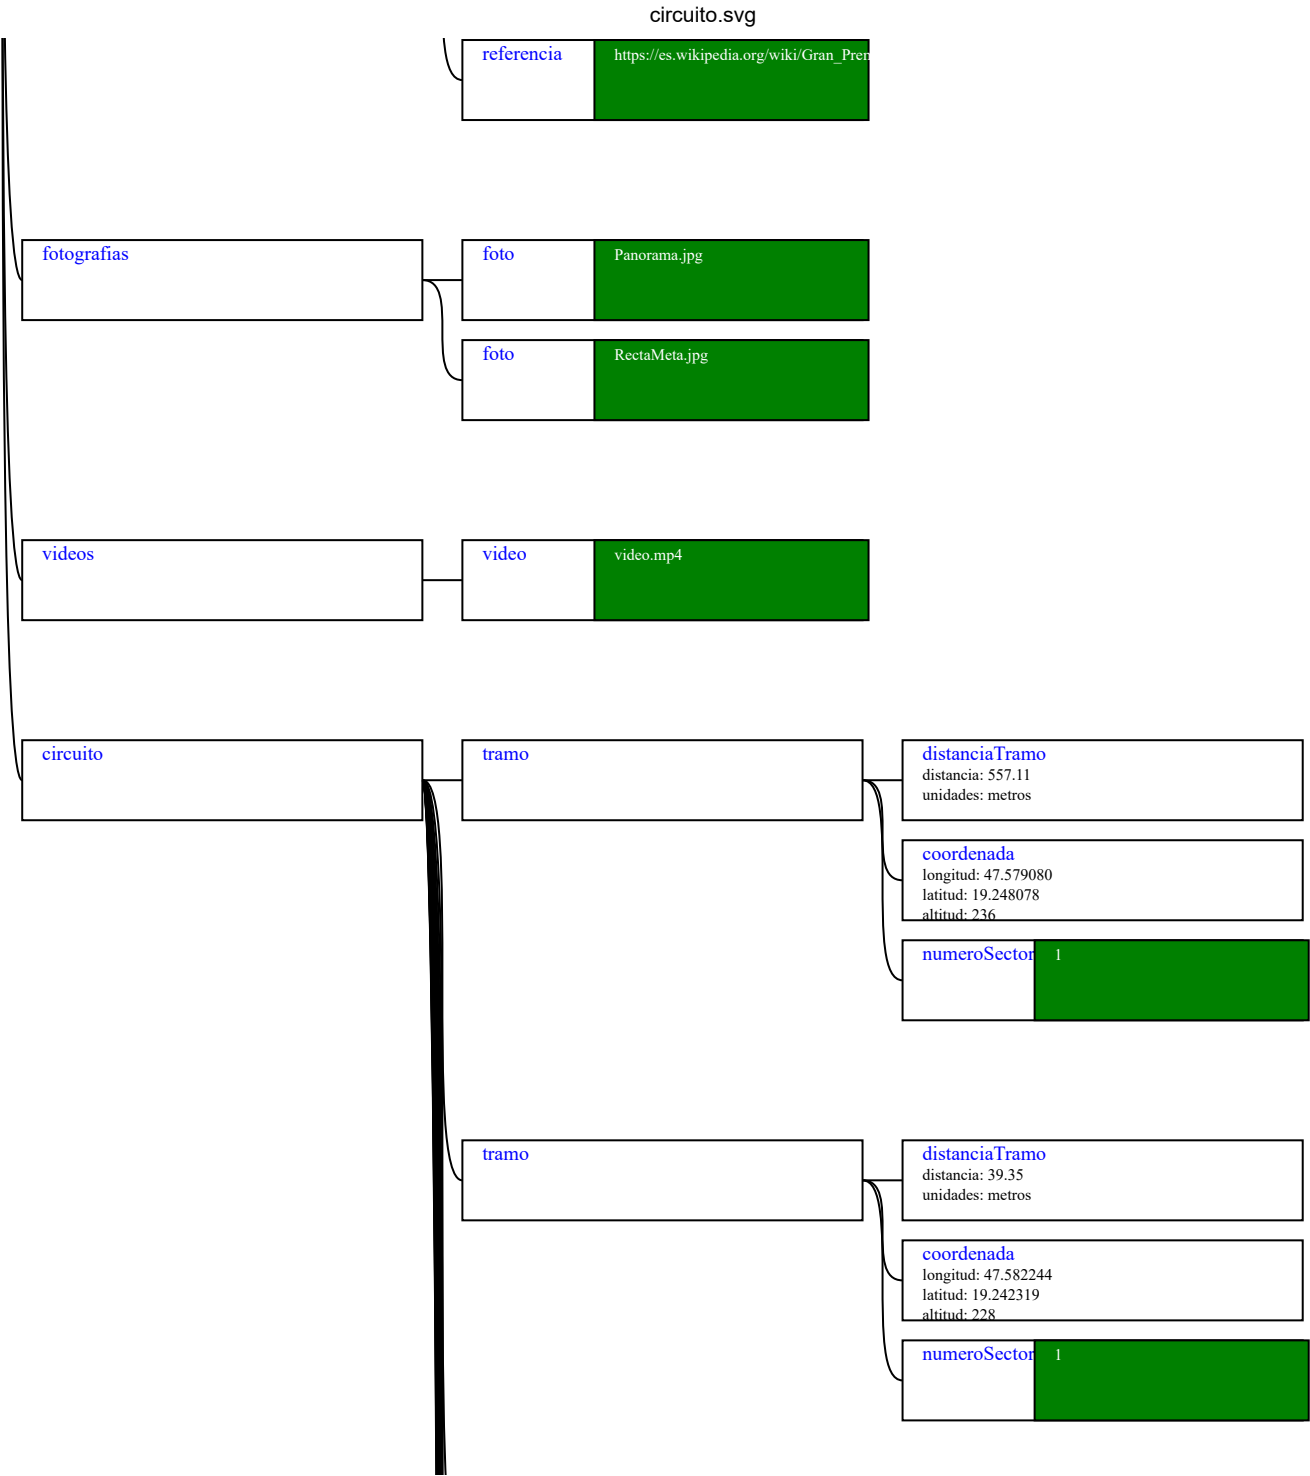 circuito.svg
referencia
https://es.wikipedia.org/wiki/Gran_Pren
fotografias
foto
Panorama.jpg
foto
RectaMeta.jpg
videos
video
video.mp4
circuito
tramo
distanciaTramo
distancia: 557.11
unidades: metros
coordenada
longitud: 47.579080
latitud: 19.248078
altitud: 236
numeroSector
1
tramo
distanciaTramo
distancia: 39.35
unidades: metros
coordenada
longitud: 47.582244
latitud: 19.242319
altitud: 228
numeroSector
1